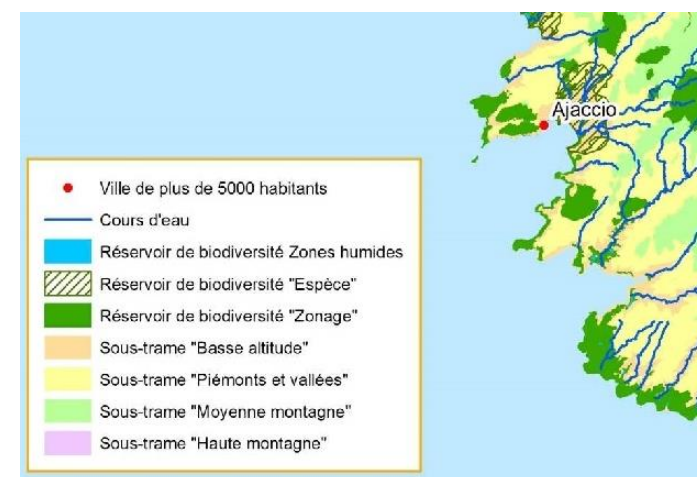 Ajaccio
Ville de plus de 5000 habitants
Cours d'eau
Réservoir de biodiversité Zones humides
Réservoir de biodiversité "Espèce"
Réservoir de biodiversité "Zonage"
Sous-trame "Basse altitude"
Sous-trame "Piémonts et vallées"
Sous-trame "Moyenne montagne"
Sous-trame "Haute montagne"